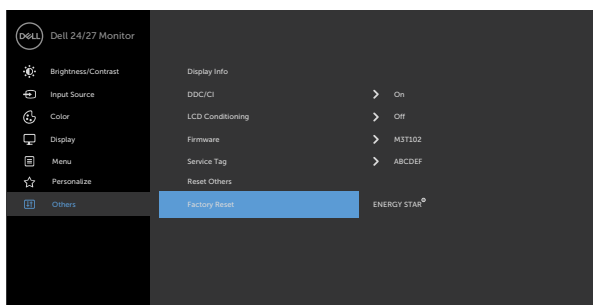 DELL Dell 24/27 Monitor
Brightness/Contrast Display Info
Input Source DDC/CI On
Color LCD Conditioning Off
Display Firmware M3T102
Menu Service Tag ABCDEF
Personalize Reset Others
Others Factory Reset ENERGY STAR®